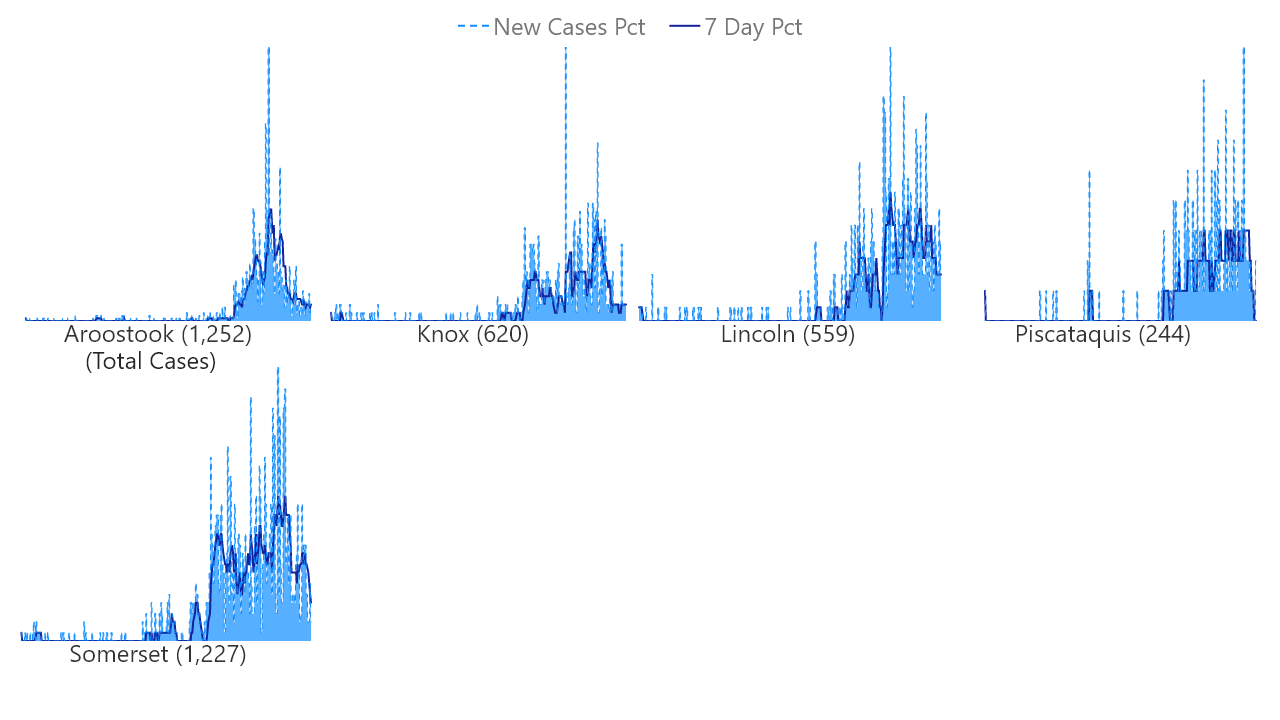 New Cases Pct 7 Day Pct
Aroostook (1,252)
(Total Cases)
Knox (620)
Lincoln (559)
Piscataquis (244)
Somerset (1,227)